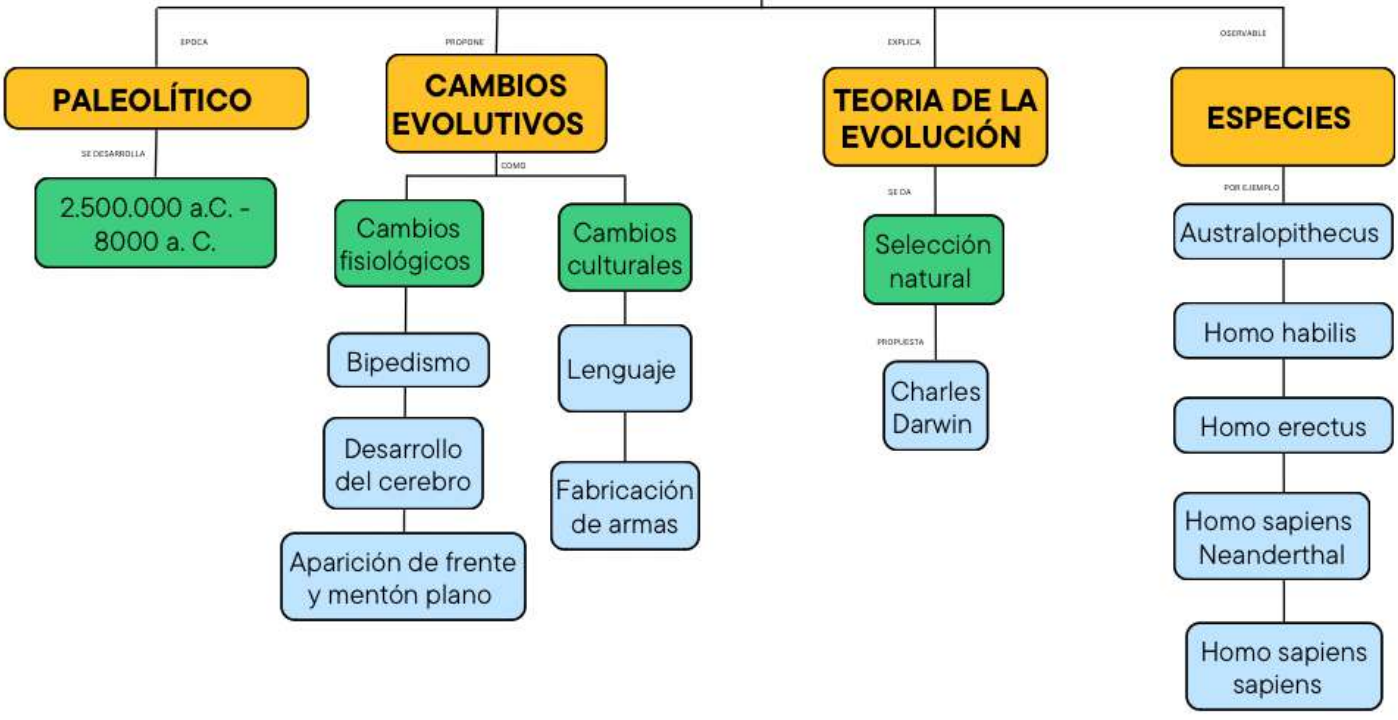 EPOCA
PALEOLÍTICO
SE DESARROLLA
2.500.000 a.C. -
8000 a. C.
PROPONE
CAMBIOS
EVOLUTIVOS
COMO
Cambios
fisiológicos
Bipedismo
Desarrollo
del cerebro
Aparición de frente
y mentón plano
Cambios
culturales
Lenguaje
Fabricación
de armas
EXPLICA
TEORIA DE LA
EVOLUCIÓN
SE DA
Selección
natural
PROPUESTA
Charles
Darwin
OSERVABLE
ESPECIES
POR EJEMPLO
Australopithecus
Homo habilis
Homo erectus
Homo sapiens
Neanderthal
Homo sapiens
sapiens